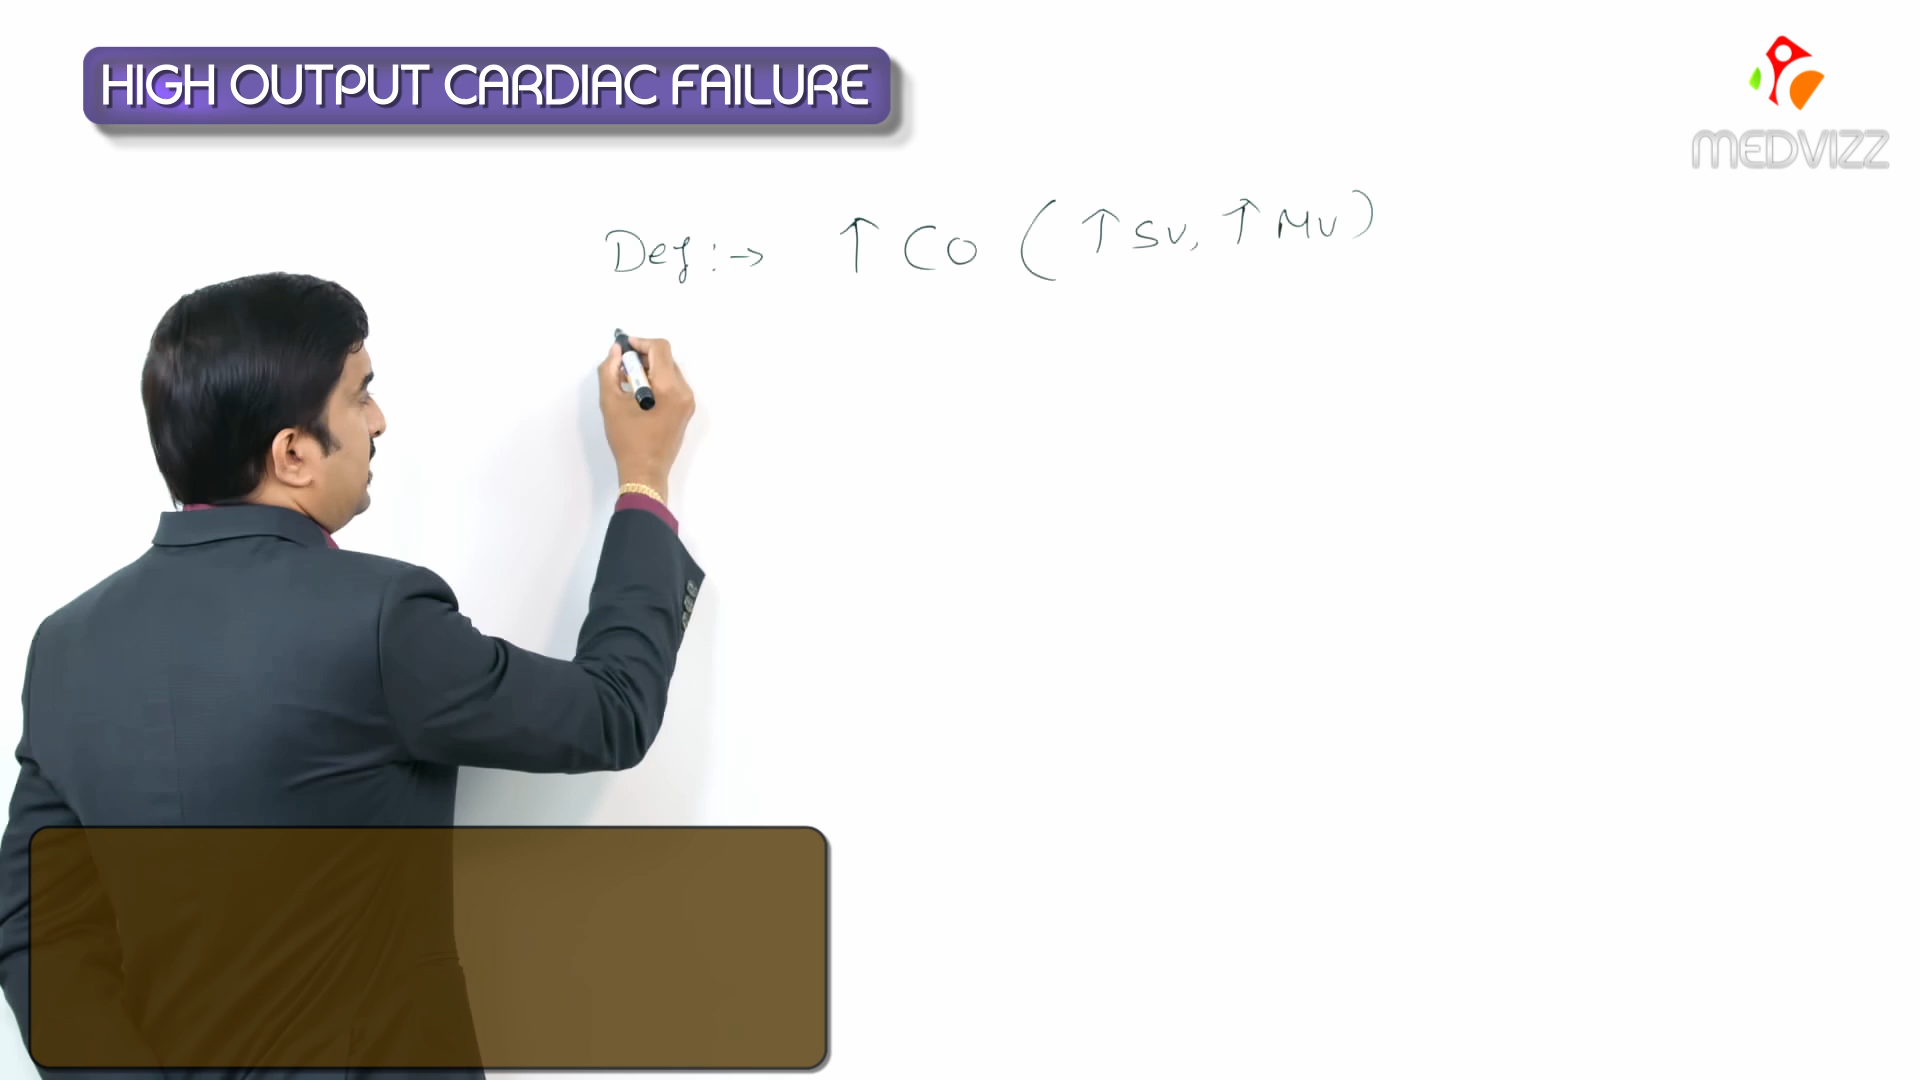 HIGH OUTPUT CARDIAC FAILURE
MEDVIZZ
Def:→ ↑ CO ( ↑ SV, ↑ MV )